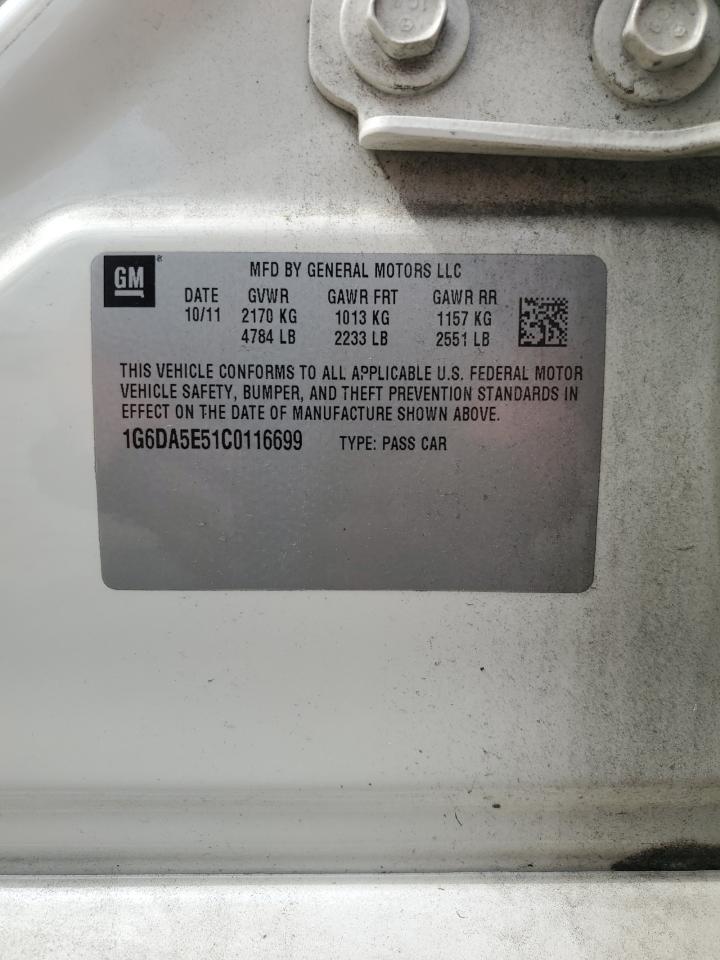 GM
MFD BY GENERAL MOTORS LLC
DATE GVWR GAWR FRT GAWR RR
10/11 2170 KG 1013 KG 1157 KG
4784 LB 2233 LB 2551 LB
THIS VEHICLE CONFORMS TO ALL APPLICABLE U.S. FEDERAL MOTOR
VEHICLE SAFETY, BUMPER, AND THEFT PREVENTION STANDARDS IN
EFFECT ON THE DATE OF MANUFACTURE SHOWN ABOVE.
1G6DA5E51C0116699 TYPE: PASS CAR